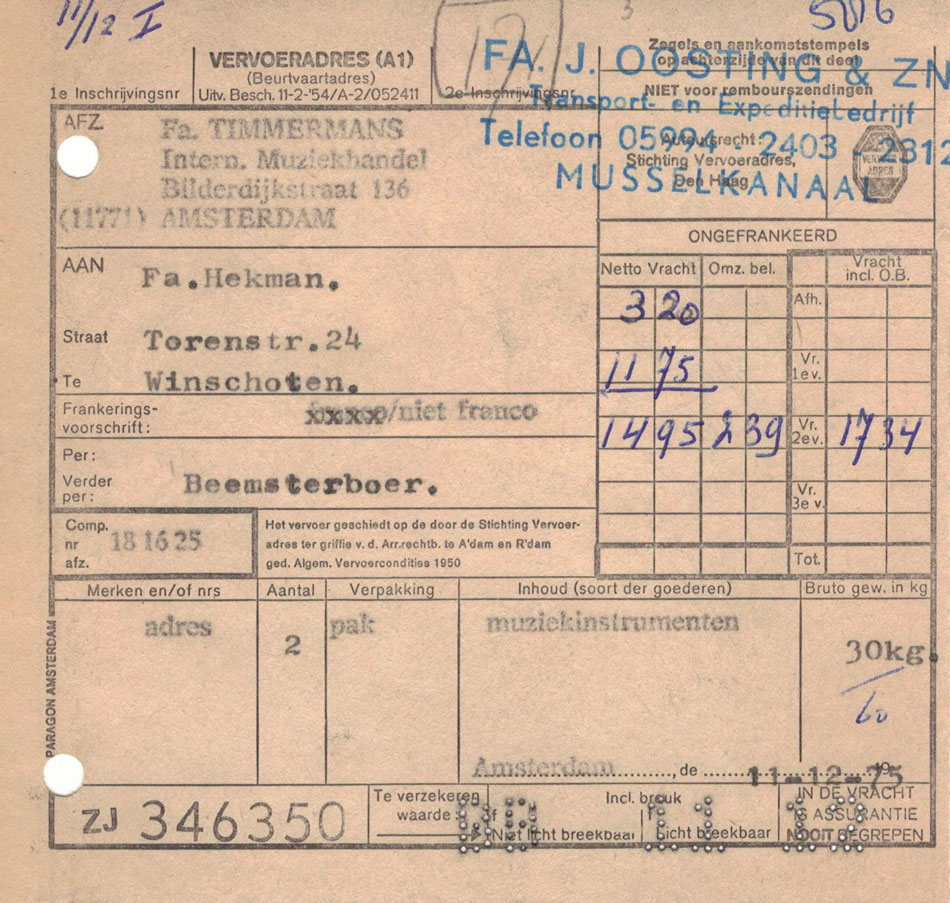 11/12 I
5016
VERVOERADRES (A1)
(Beurtvaartadres)
Uitv. Besch. 11-2-'54/A-2/052411
1e Inschrijvingsnr
2e Inschrijvingsnr
Zegels en aankomststempels
op achterzijde van dit deel
NIET voor rembourszendingen
FA. J. OOSTING & ZN
Transport- en Expeditiebedrijf
Telefoon 05994 - 2403 - 2812
MUSSELKANAAL
Auteursrecht:
Stichting Vervoeradres,
Den Haag
VERVOER
ADRES
AFZ
Fa. TIMMERMANS
Intern. Muziekhandel
Bilderdijkstraat 136
(11771) AMSTERDAM
AAN
Fa.Hekman.
Straat Torenstr.24
Te Winschoten.
Frankerings-
voorschrift: xxxx/niet franco
Per:
Verder
per: Beemsterboer.
ONGEFRANKEERD
Netto Vracht Omz. bel. Vracht
incl. O.B.
3 20 Afh.
11 75 Vr.
1e v.
14 95 2 39 Vr.
2e v. 17 34
Vr.
3e v.
Tot.
Comp.
nr
afz. 18 16 25
Het vervoer geschiedt op de door de Stichting Vervoer-
adres ter griffie v. d. Arr.rechtb. te A'dam en R'dam
ged. Algem. Vervoercondities 1950
Merken en/of nrs Aantal Verpakking Inhoud (soort der goederen) Bruto gew. in kg
adres 2 pak muziekinstrumenten 30kg.
60
Amsterdam, de 11-12-75
PARAGON AMSTERDAM
ZJ 346350
Te verzekeren
waarde:
Incl. breuk
f Niet licht breekbaar
f Licht breekbaar
IN DE VRACHT
IS ASSURANTIE
NOOIT BEGREPEN